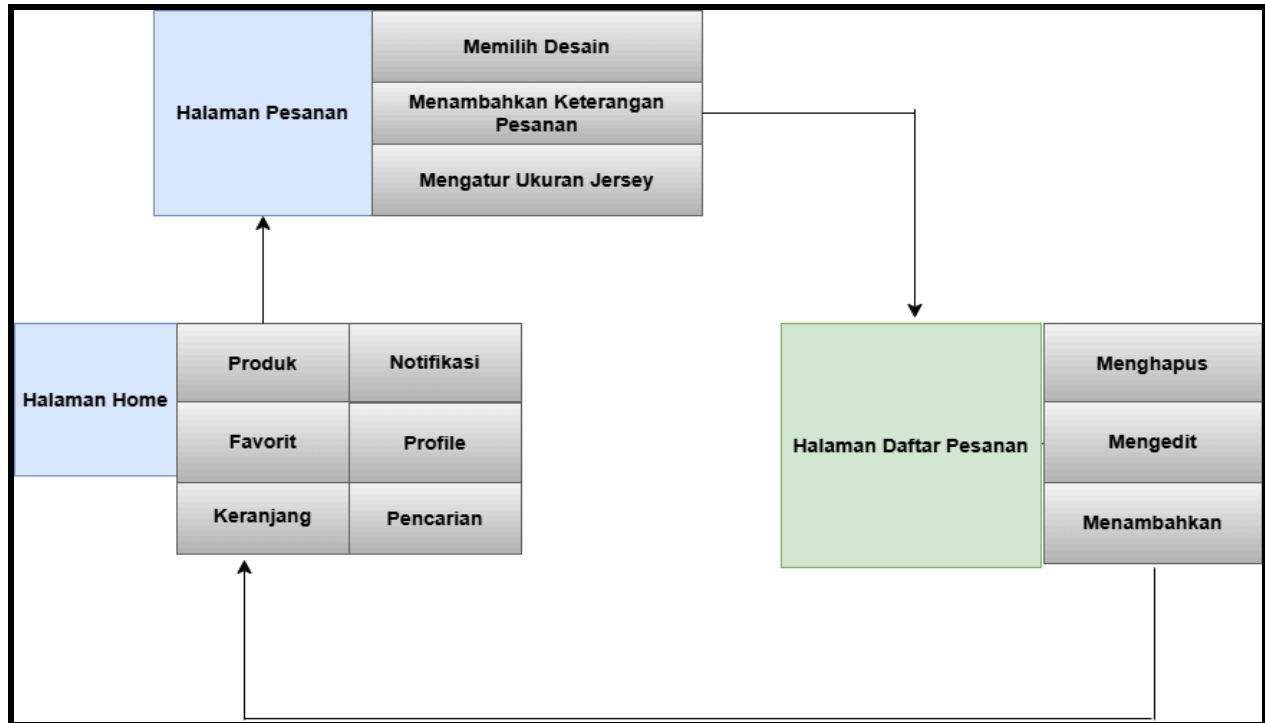 Halaman Pesanan
Memilih Desain
Menambahkan Keterangan
Pesanan
Mengatur Ukuran Jersey
Halaman Home
Produk
Notifikasi
Favorit
Profile
Keranjang
Pencarian
Halaman Daftar Pesanan
Menghapus
Mengedit
Menambahkan